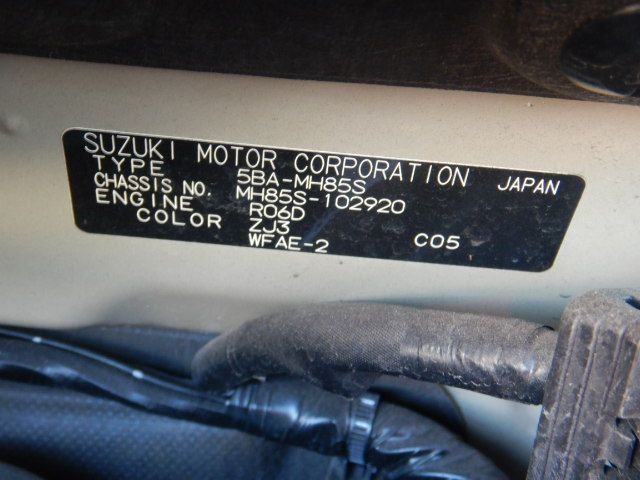 SUZUKI MOTOR CORPORATION JAPAN
TYPE 5BA-MH85S
CHASSIS NO. MH85S-102920
ENGINE R06D
COLOR ZJ3
WFAE-2 C05